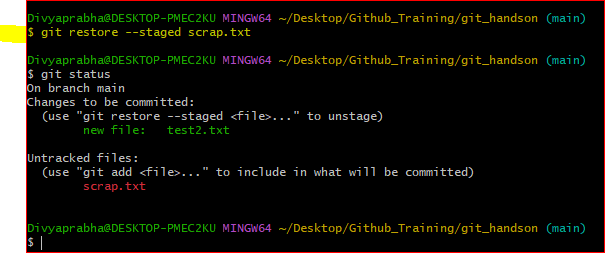 Divyaprabha@DESKTOP-PMEC2KU MINGW64 ~/Desktop/Github_Training/git_handson (main)
$ git restore --staged scrap.txt
Divyaprabha@DESKTOP-PMEC2KU MINGW64 ~/Desktop/Github_Training/git_handson (main)
$ git status
On branch main
Changes to be committed:
  (use "git restore --staged <file>..." to unstage)
        new file:   test2.txt
Untracked files:
  (use "git add <file>..." to include in what will be committed)
        scrap.txt
Divyaprabha@DESKTOP-PMEC2KU MINGW64 ~/Desktop/Github_Training/git_handson (main)
$